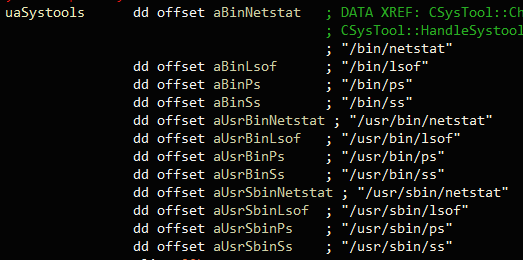 uaSystools dd offset aBinNetstat ; DATA XREF: CSysTool::Ch
; CSysTool::HandleSystool
; "/bin/netstat"
dd offset aBinLsof ; "/bin/lsof"
dd offset aBinPs ; "/bin/ps"
dd offset aBinSs ; "/bin/ss"
dd offset aUsrBinNetstat ; "/usr/bin/netstat"
dd offset aUsrBinLsof ; "/usr/bin/lsof"
dd offset aUsrBinPs ; "/usr/bin/ps"
dd offset aUsrBinSs ; "/usr/bin/ss"
dd offset aUsrSbinNetstat ; "/usr/sbin/netstat"
dd offset aUsrSbinLsof ; "/usr/sbin/lsof"
dd offset aUsrSbinPs ; "/usr/sbin/ps"
dd offset aUsrSbinSs ; "/usr/sbin/ss"